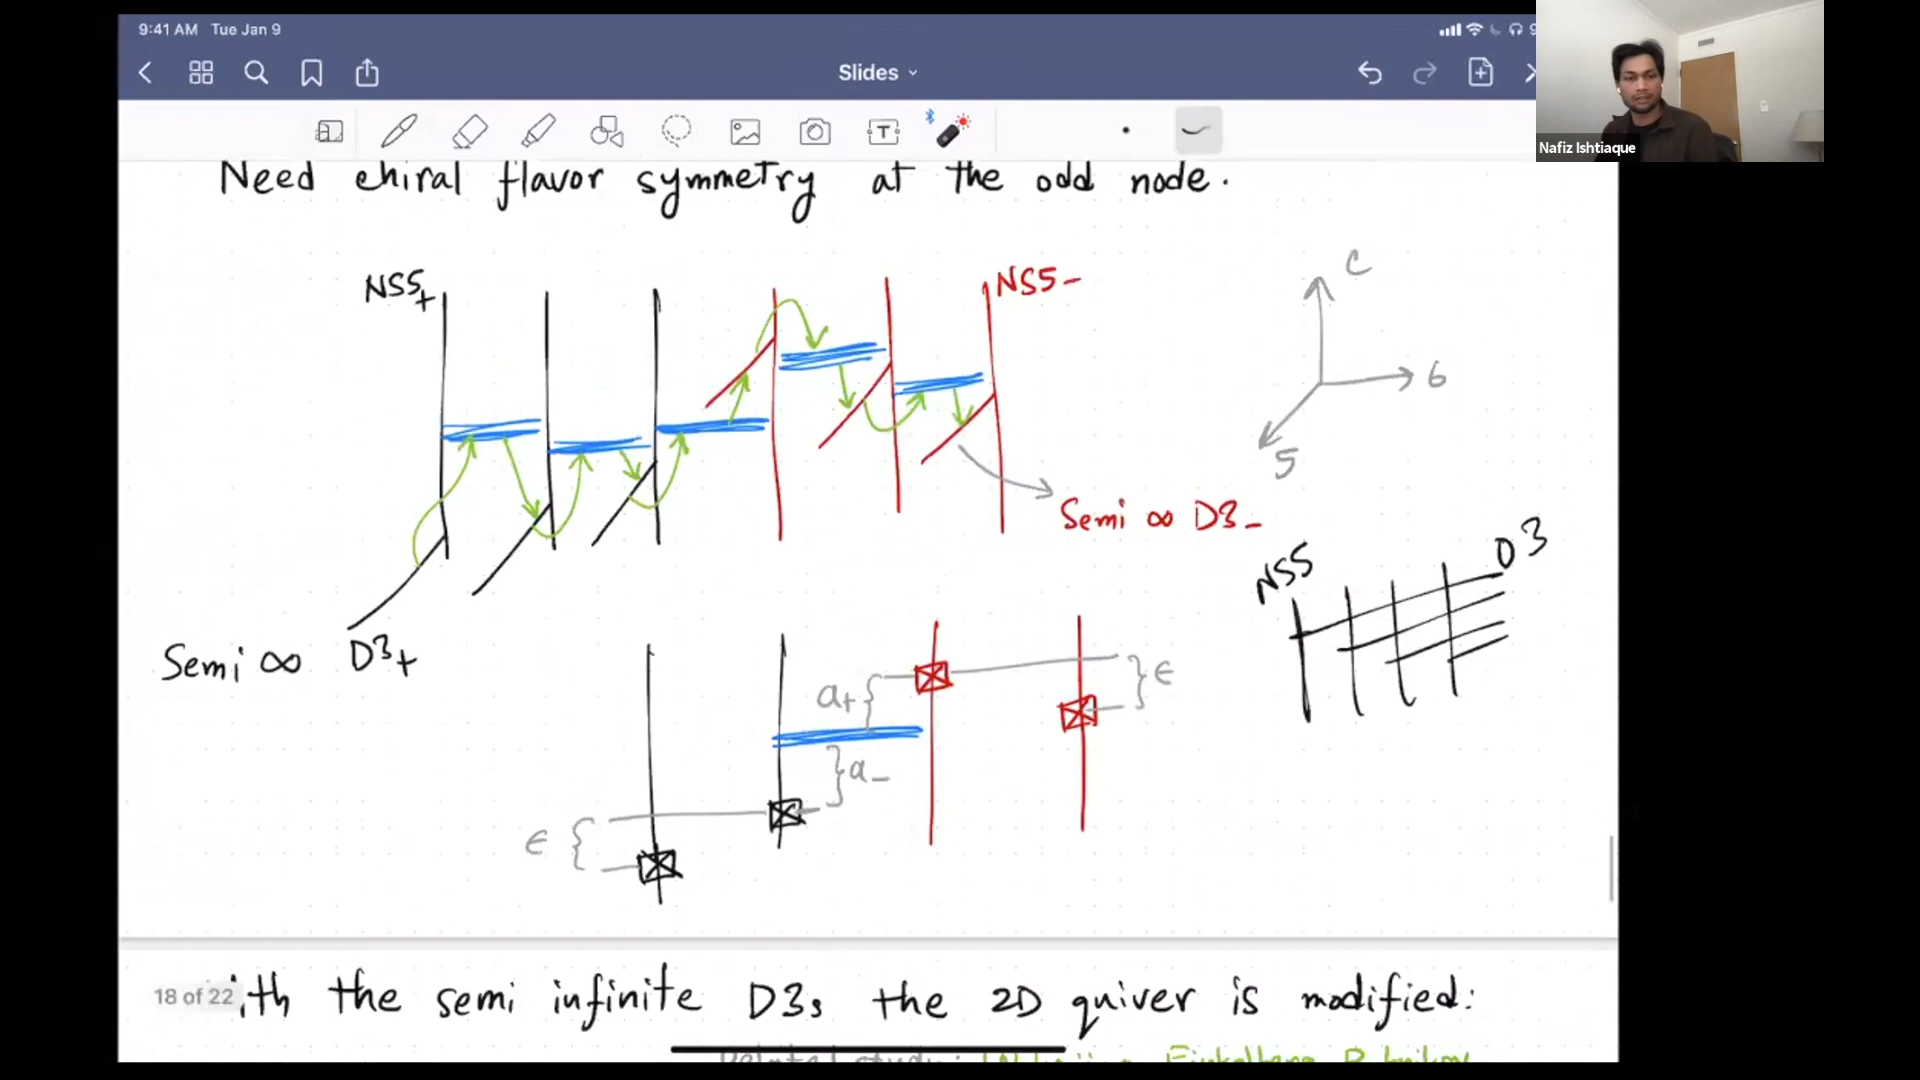 9:41 AM Tue Jan 9
Slides
Nafiz Ishtiaque
Need chiral flavor symmetry at the odd node.
NS5+
NS5-
C
6
5
Semi ∞ D3-
NS5
D3
Semi ∞ D3+
a+
ϵ
a-
ϵ
18 of 22
ith the semi infinite D3s the 2D quiver is modified: